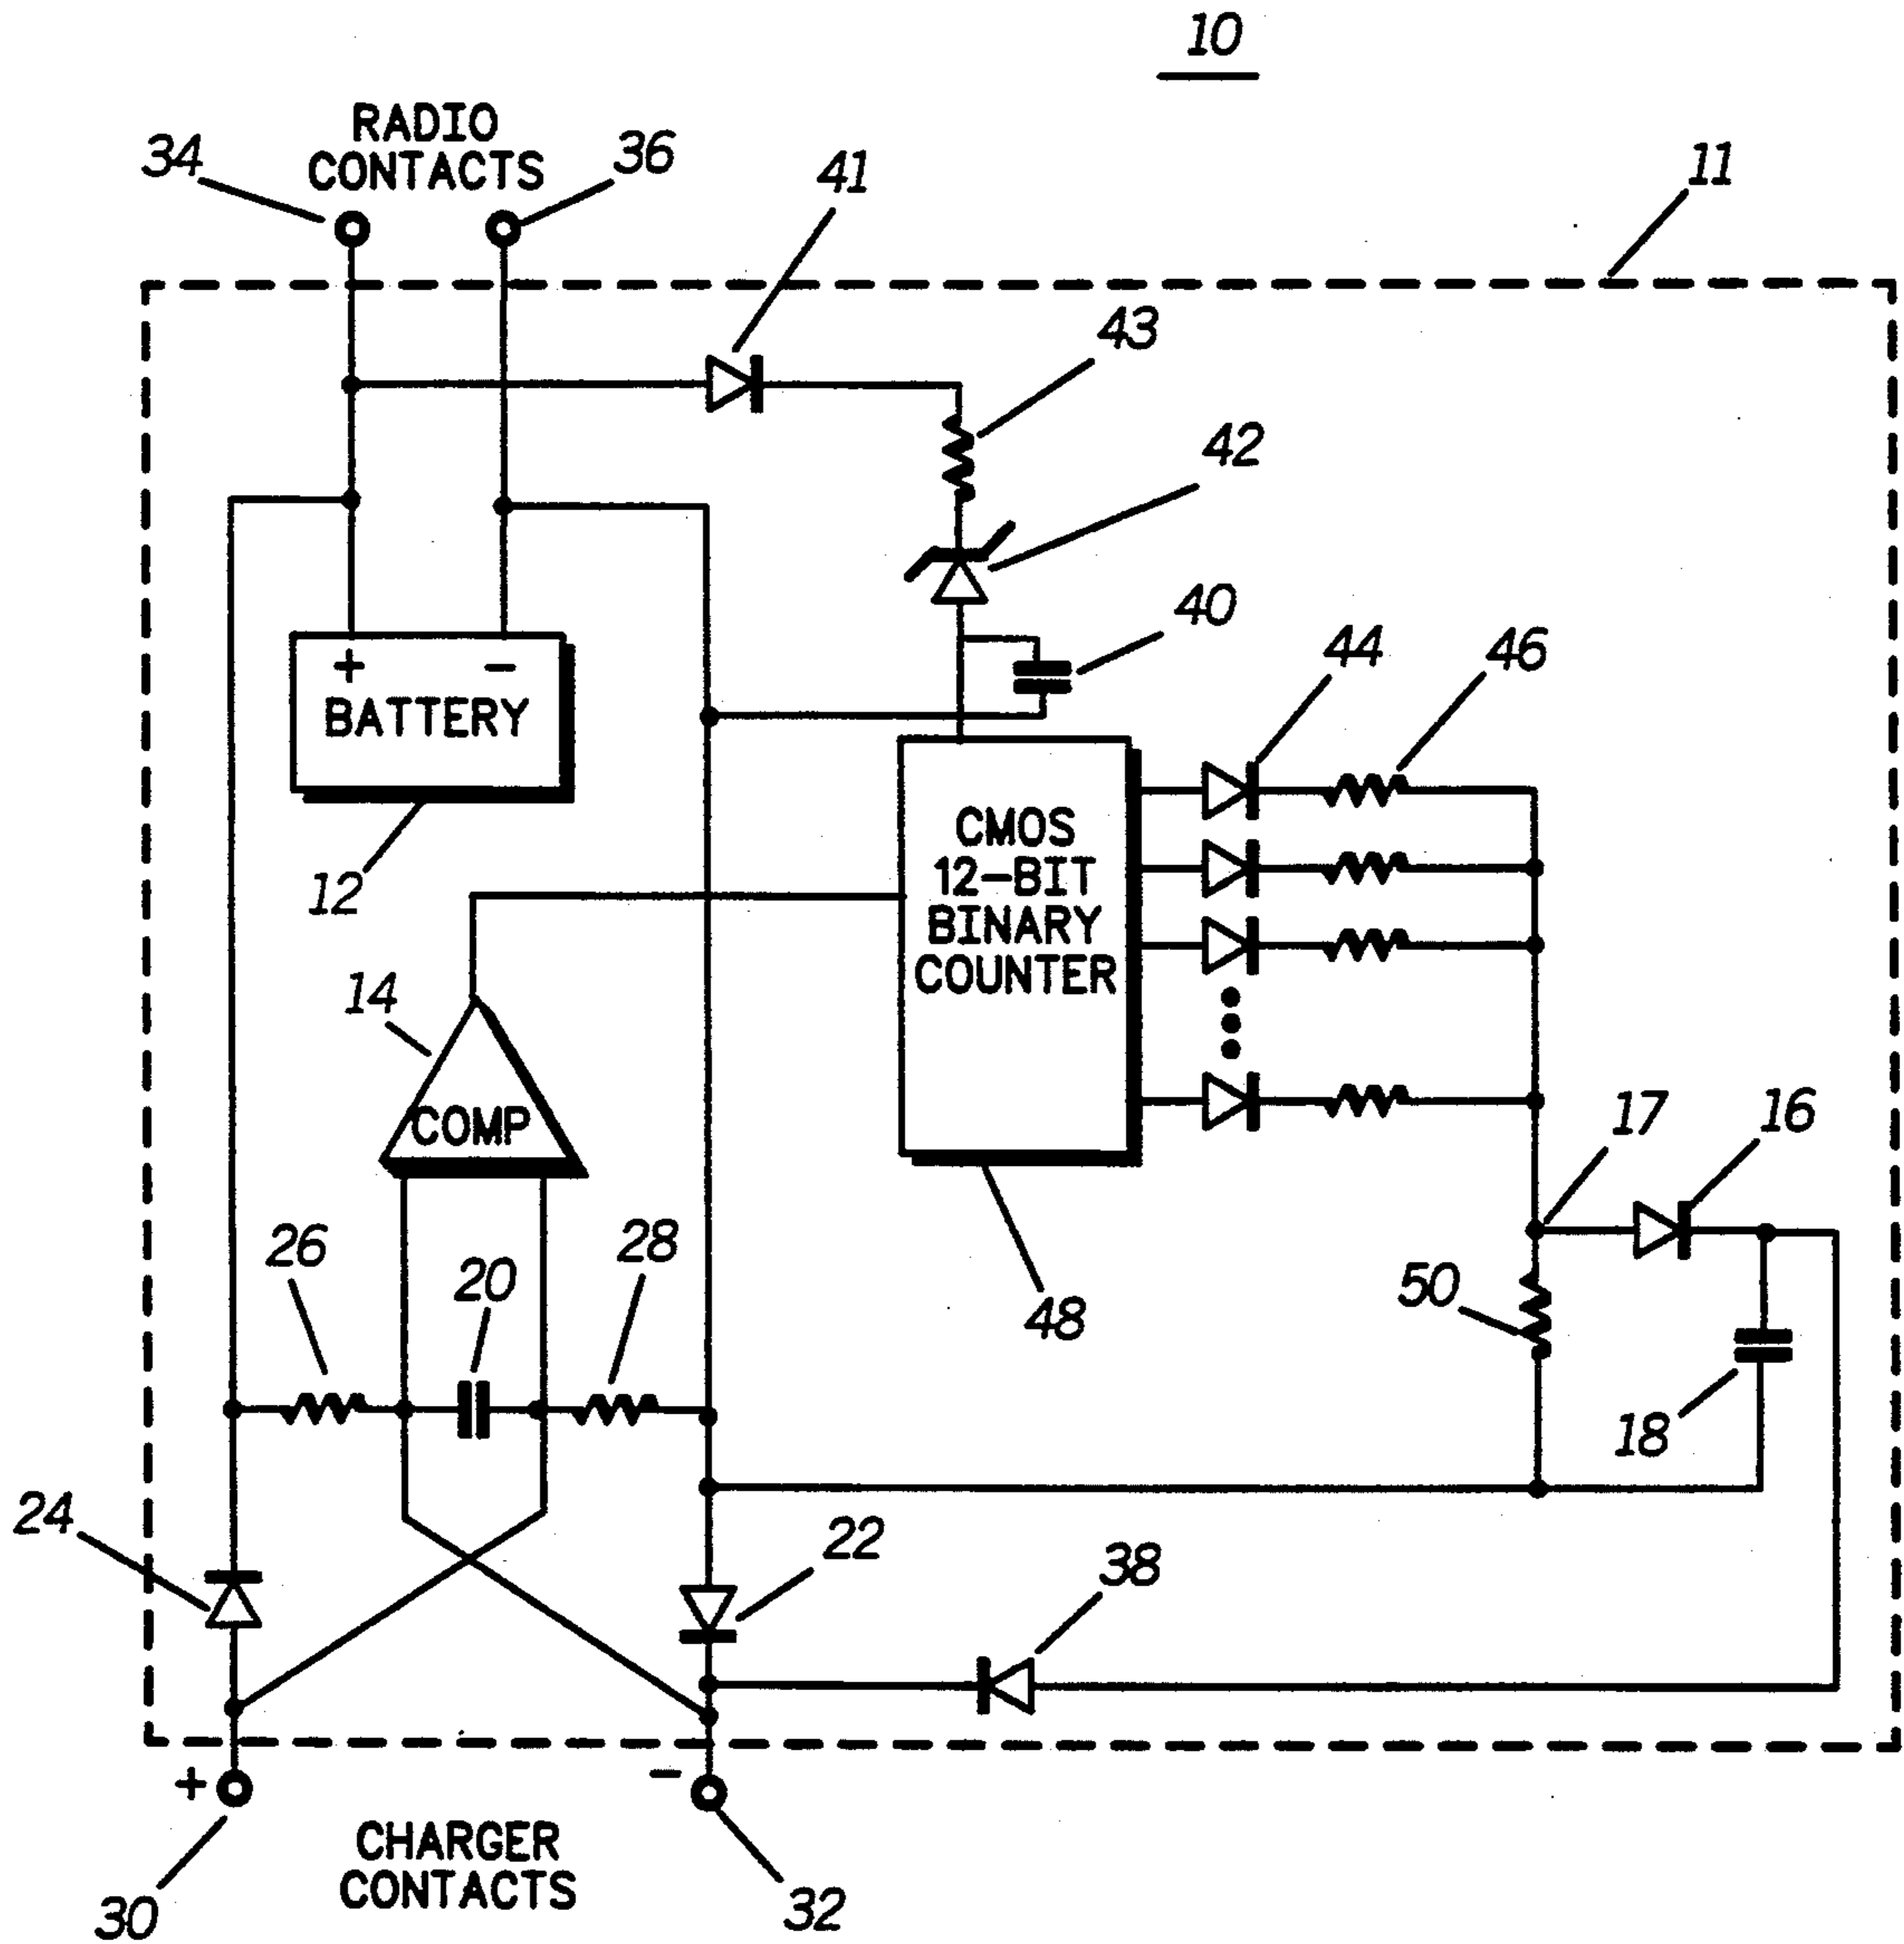 10
RADIO
CONTACTS
34
36
41
11
43
42
40
44
46
+ -
BATTERY
12
CMOS
12-BIT
BINARY
COUNTER
14
COMP
17
16
26
20
28
50
48
18
24
22
38
+ -
CHARGER
CONTACTS
30
32